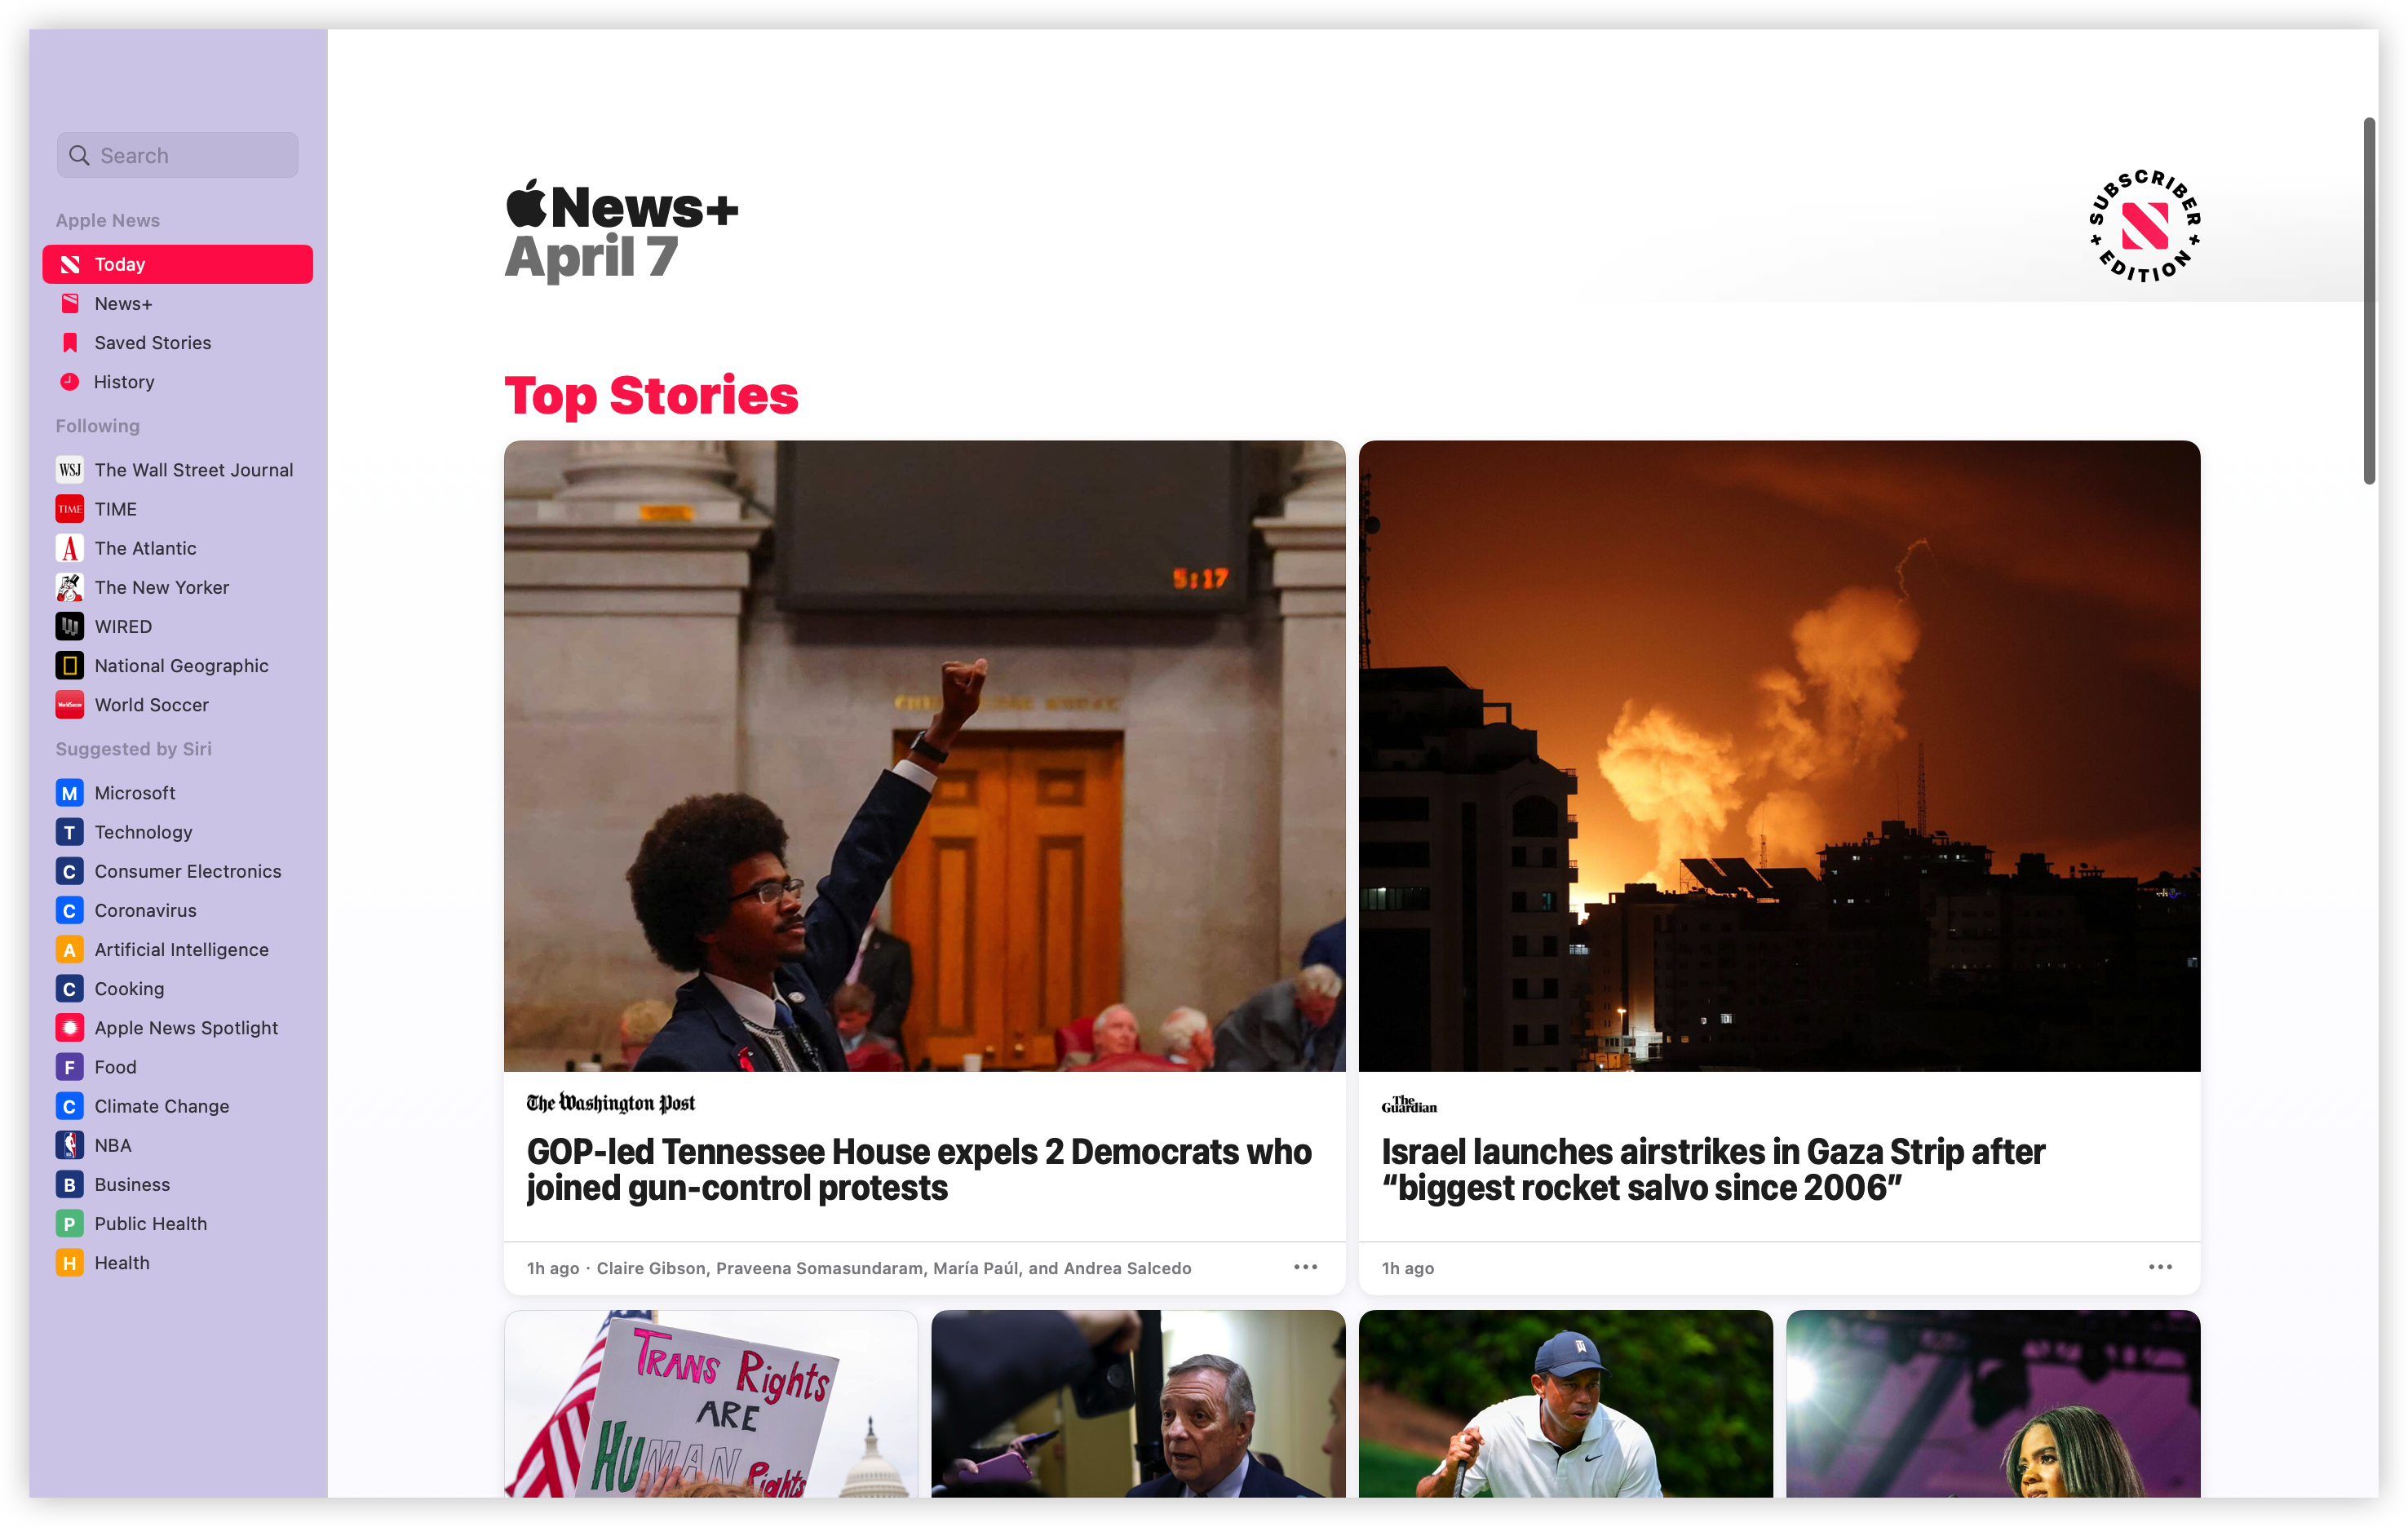 Search
Apple News
Today
News+
Saved Stories
History
Following
WSJ The Wall Street Journal
TIME TIME
A The Atlantic
The New Yorker
WIRED
National Geographic
World Soccer World Soccer
Suggested by Siri
M Microsoft
T Technology
C Consumer Electronics
C Coronavirus
A Artificial Intelligence
C Cooking
Apple News Spotlight
F Food
C Climate Change
NBA
B Business
P Public Health
H Health
News+
April 7
SUBSCRIBER
+ EDITION +
Top Stories
5:17
The Washington Post
GOP-led Tennessee House expels 2 Democrats who
joined gun-control protests
1h ago · Claire Gibson, Praveena Somasundaram, María Paúl, and Andrea Salcedo
The
Guardian
Israel launches airstrikes in Gaza Strip after
“biggest rocket salvo since 2006”
1h ago
TRANS Rights
ARE
HUMAN
Rights